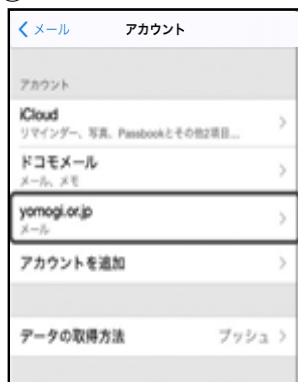 メール アカウント
アカウント
iCloud
リマインダー、写真、Passbookとその他2項目...
ドコモメール
メール、メモ
yomogi.or.jp
メール
アカウントを追加
データの取得方法 プッシュ